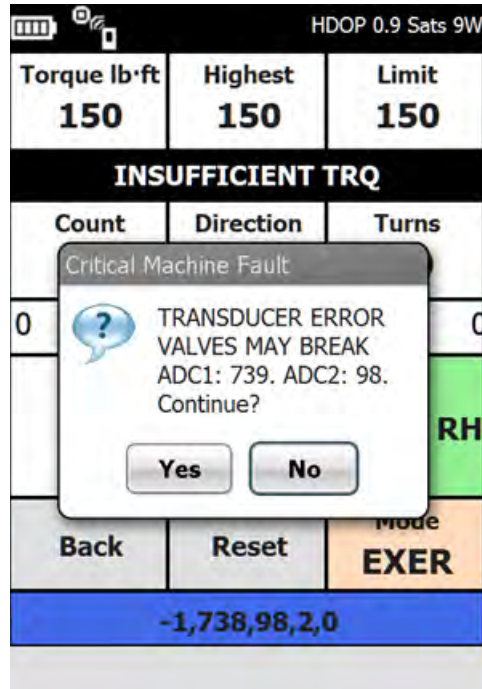 HDOP 0.9 Sats 9W
Torque lb·ft Highest Limit
150 150 150
INSUFFICIENT TRQ
Count Direction Turns
Critical Machine Fault
0
TRANSDUCER ERROR
VALVES MAY BREAK
ADC1: 739. ADC2: 98.
Continue?
RH
Yes No
Mode
Back Reset EXER
-1,738,98,2,0